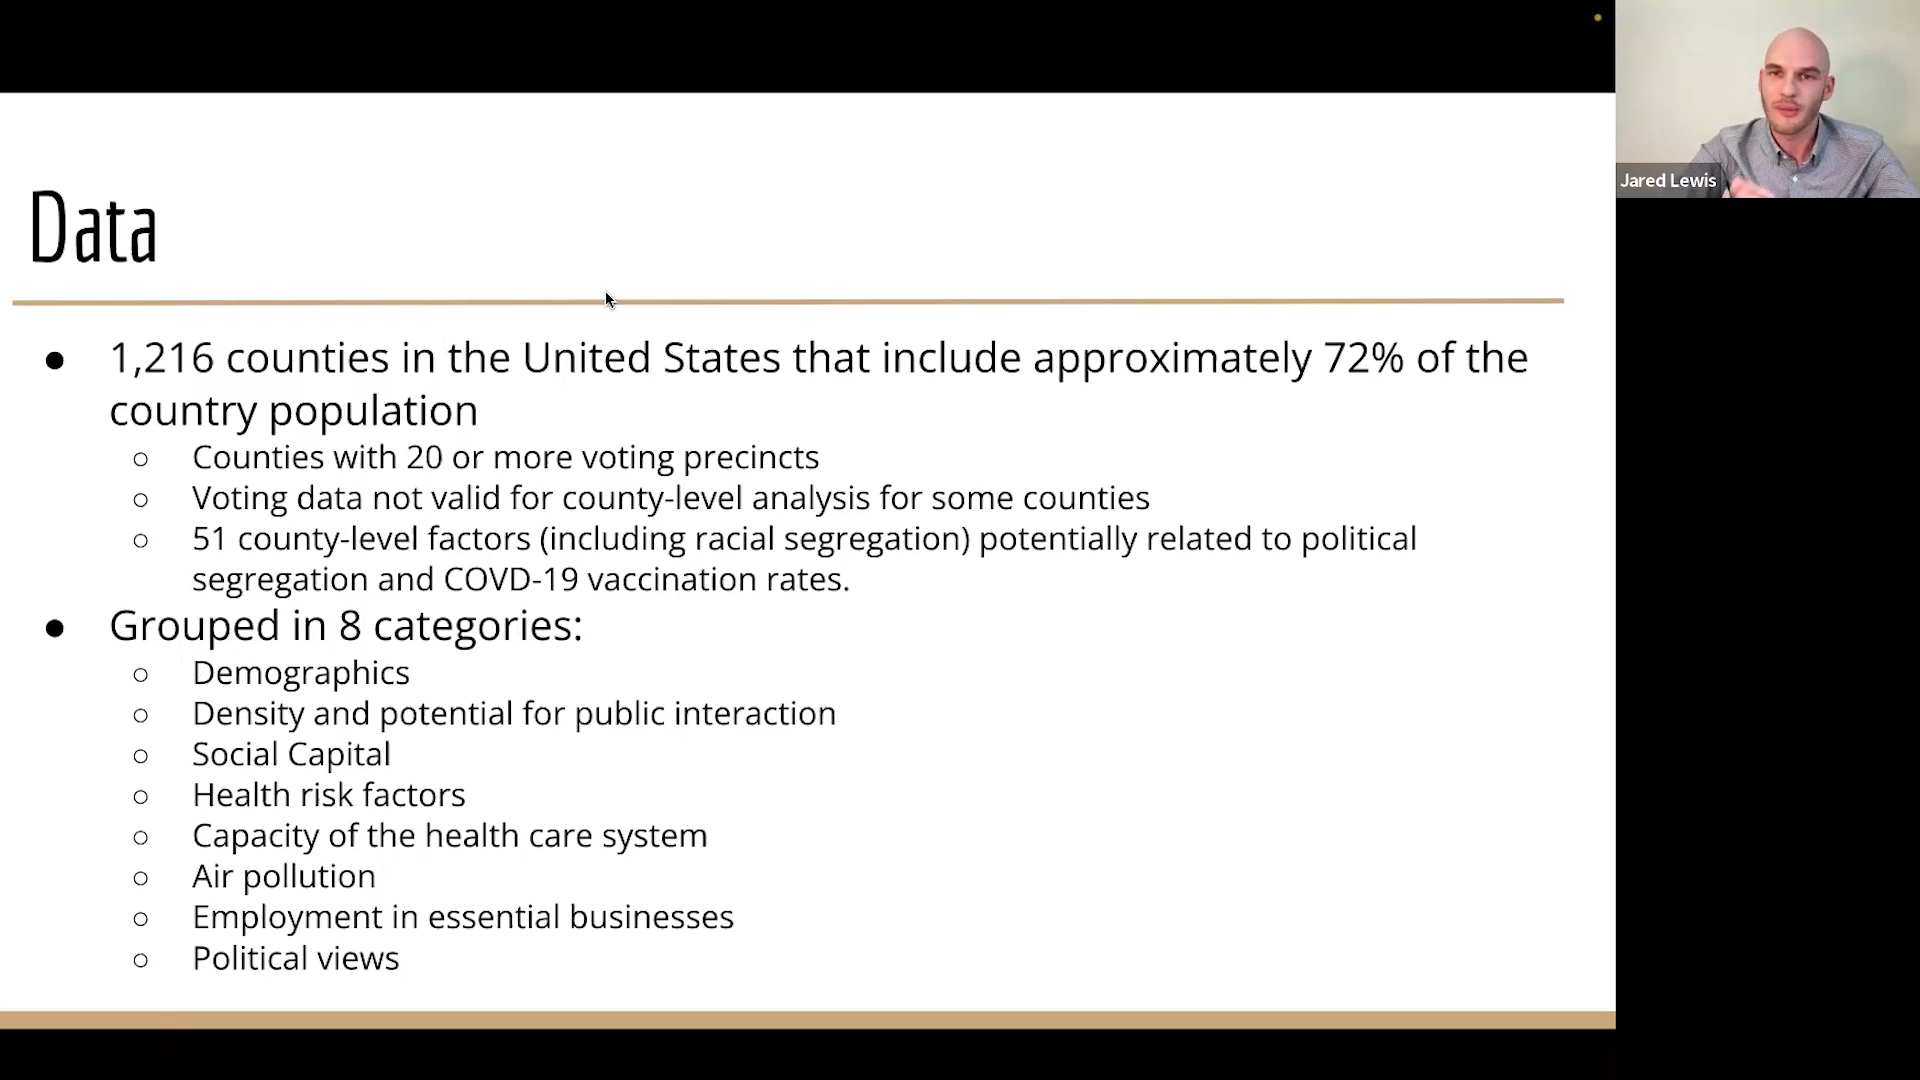 Data
● 1,216 counties in the United States that include approximately 72% of the
country population
○ Counties with 20 or more voting precincts
○ Voting data not valid for county-level analysis for some counties
○ 51 county-level factors (including racial segregation) potentially related to political
segregation and COVD-19 vaccination rates.
● Grouped in 8 categories:
○ Demographics
○ Density and potential for public interaction
○ Social Capital
○ Health risk factors
○ Capacity of the health care system
○ Air pollution
○ Employment in essential businesses
○ Political views
Jared Lewis